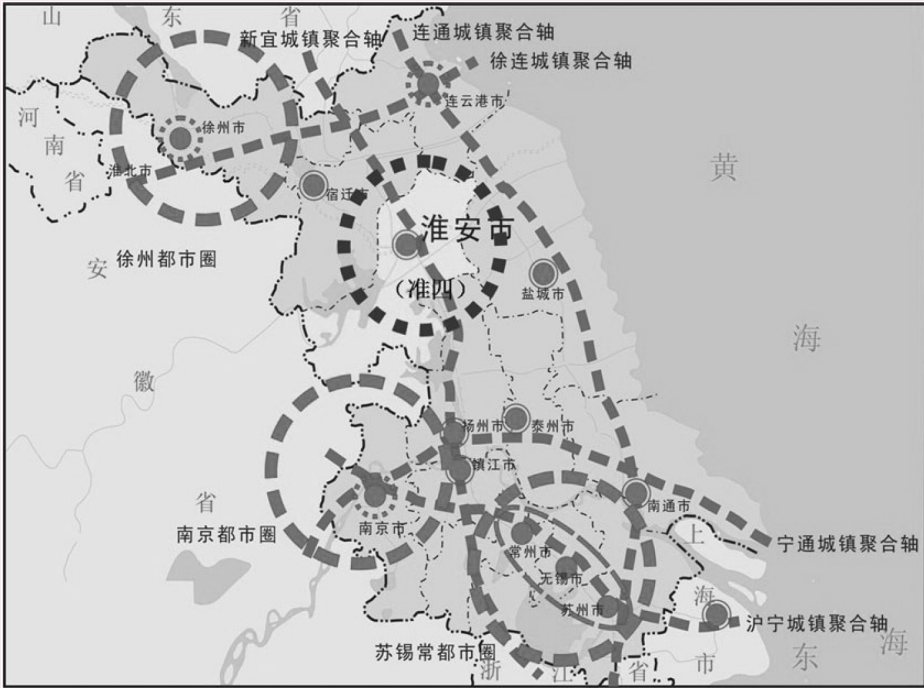 山东省
连通城镇聚合轴
新宜城镇聚合轴
徐连城镇聚合轴
连云港市
河南省
徐州市
淮北市
宿迁市
黄海
淮安市
徐州都市圈
安徽省
（准四）
盐城市
扬州市
泰州市
镇江市
南京市
南通市
南京都市圈
常州市
上海市
宁通城镇聚合轴
无锡市
苏州市
沪宁城镇聚合轴
苏锡常都市圈
浙江省
东海